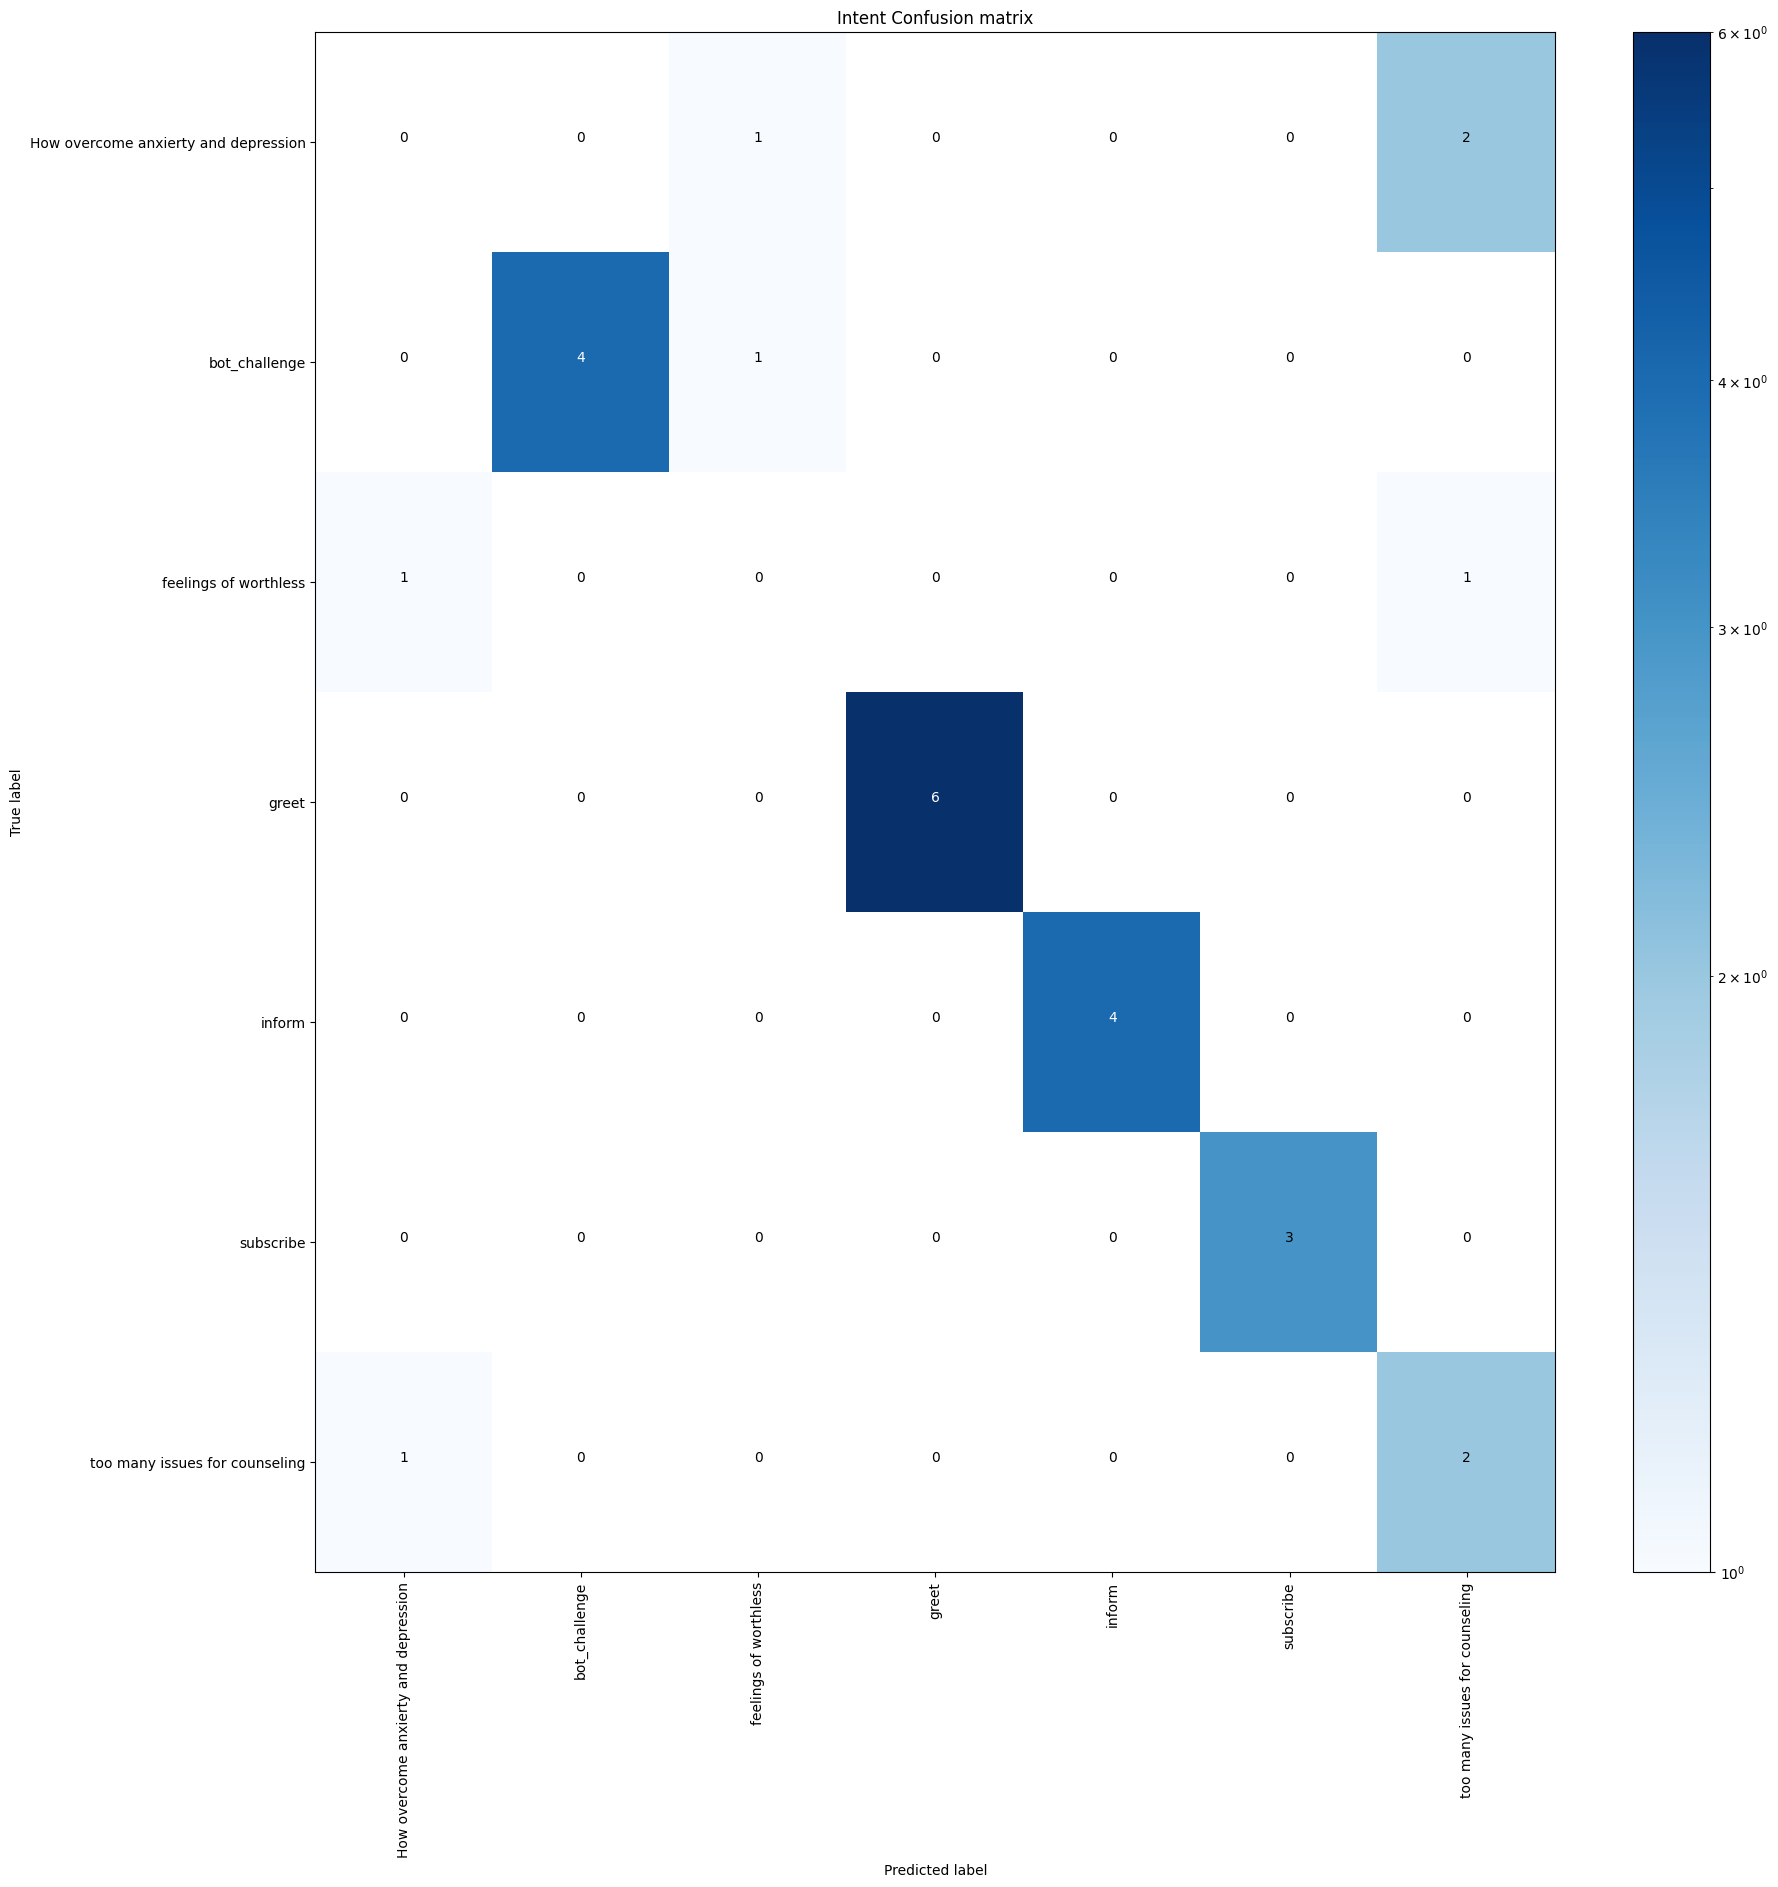 Intent Confusion matrix
How overcome anxierty and depression
0 0 1 0 0 0 2
bot_challenge
0 4 1 0 0 0 0
feelings of worthless
1 0 0 0 0 0 1
greet
0 0 0 6 0 0 0
inform
0 0 0 0 4 0 0
subscribe
0 0 0 0 0 3 0
too many issues for counseling
1 0 0 0 0 0 2
True label
How overcome anxierty and depression
bot_challenge
feelings of worthless
greet
inform
subscribe
too many issues for counseling
Predicted label
6 × 10⁰
4 × 10⁰
3 × 10⁰
2 × 10⁰
10⁰